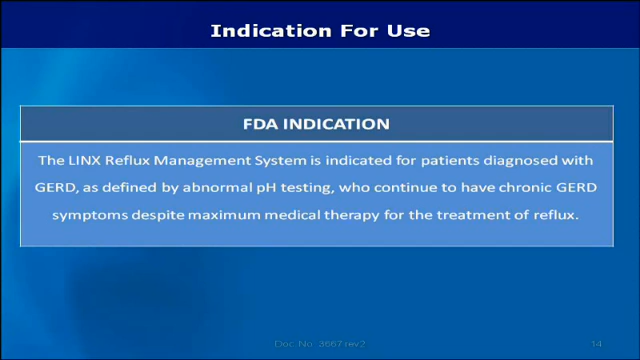 Indication For Use
FDA INDICATION
The LINX Reflux Management System is indicated for patients diagnosed with
GERD, as defined by abnormal pH testing, who continue to have chronic GERD
symptoms despite maximum medical therapy for the treatment of reflux.
Doc. No. 3667 rev2
14